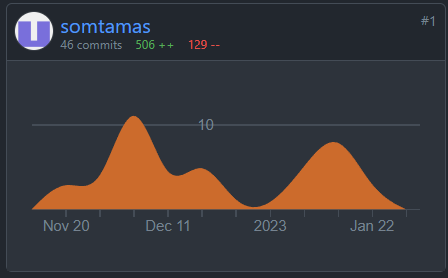 somtamas
#1
46 commits 506 ++ 129 --
10
Nov 20 Dec 11 2023 Jan 22